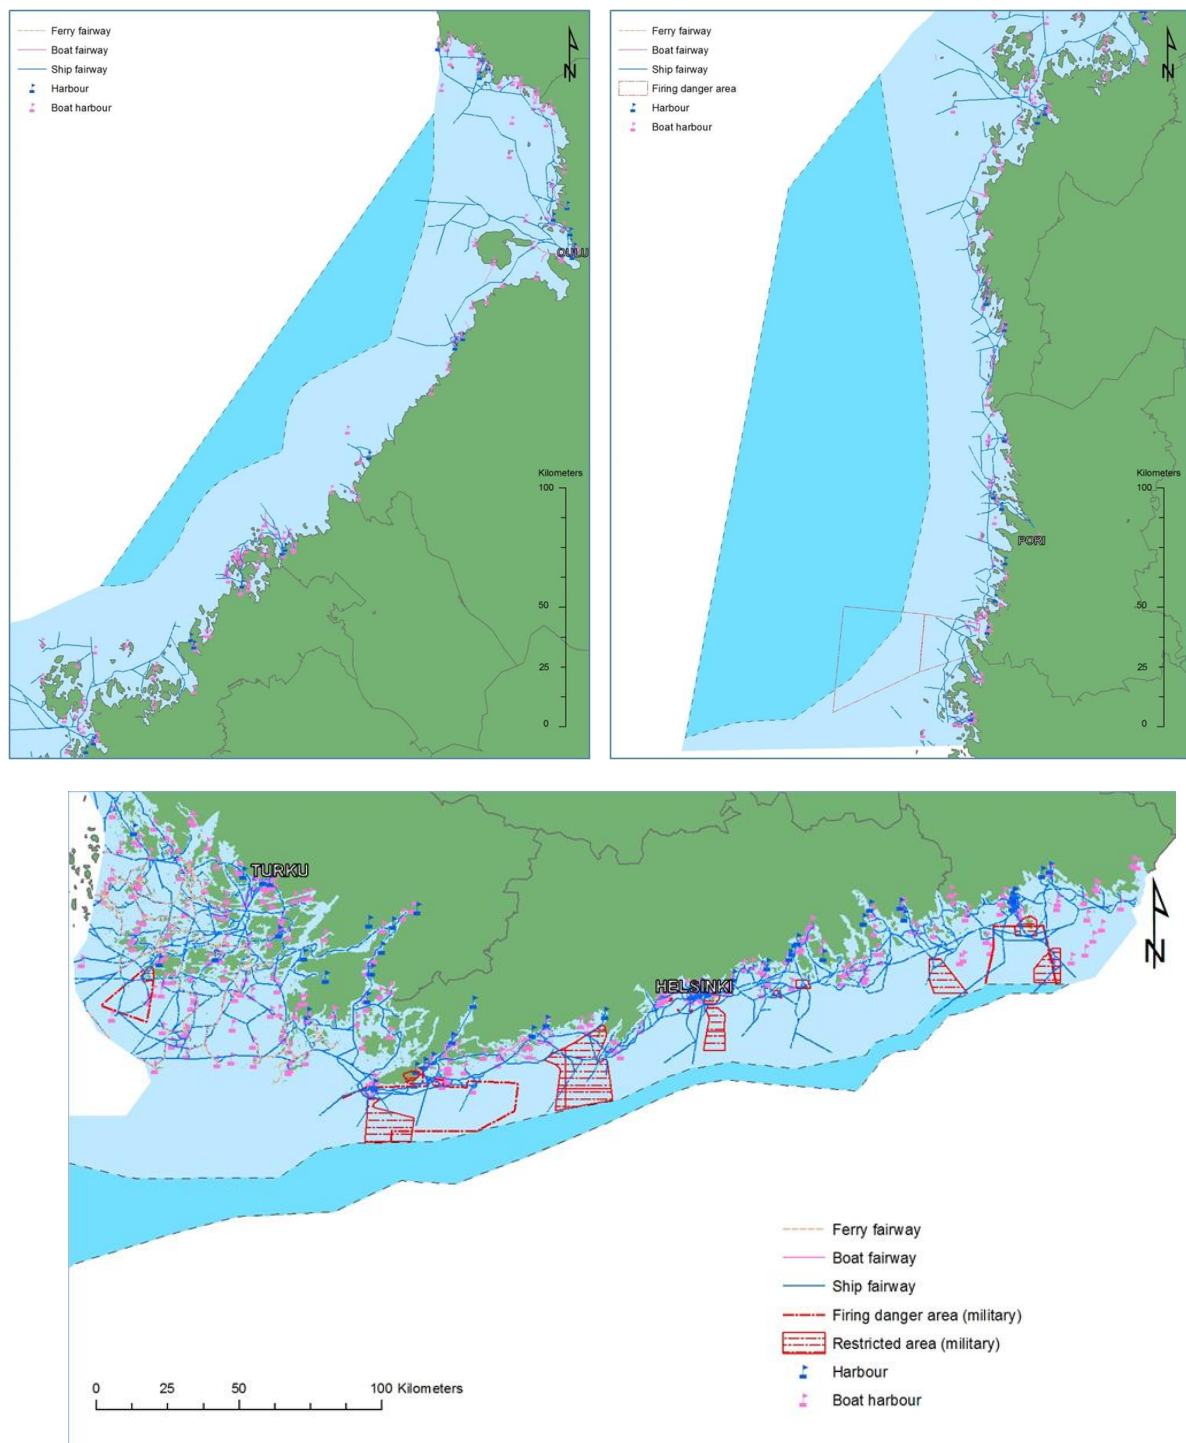 Ferry fairway
Boat fairway
Ship fairway
Harbour
Boat harbour
N
OULU
Kilometers
100
50
25
0
Ferry fairway
Boat fairway
Ship fairway
Firing danger area
Harbour
Boat harbour
N
PORI
Kilometers
100
50
25
0
TURKU
HELSINKI
N
Ferry fairway
Boat fairway
Ship fairway
Firing danger area (military)
Restricted area (military)
Harbour
Boat harbour
0 25 50 100 Kilometers